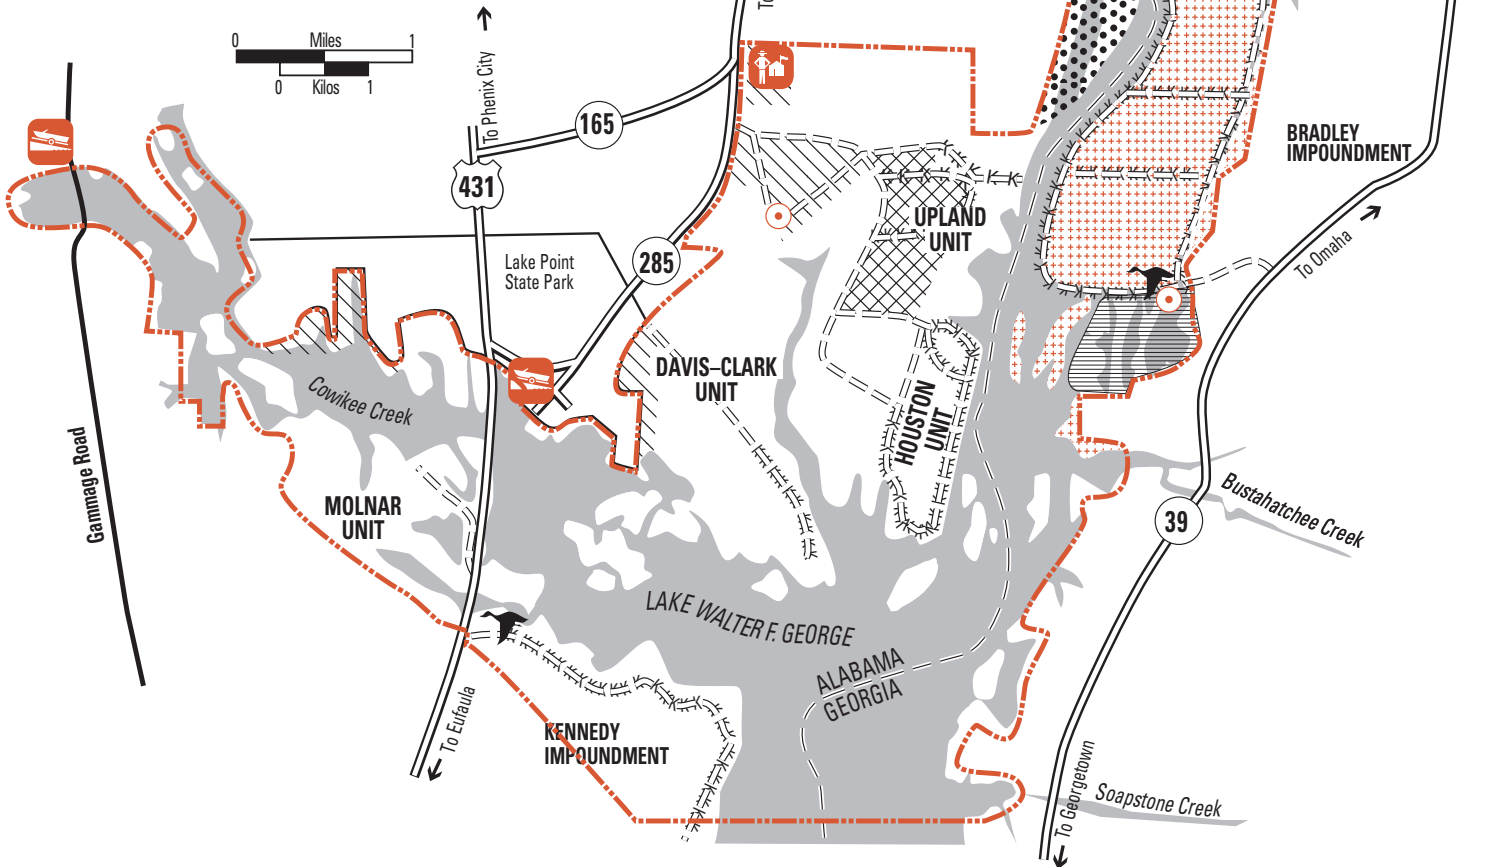 0 Miles 1
0 Kilos 1
To Phenix City
To
165
431
285
Lake Point
State Park
UPLAND
UNIT
BRADLEY
IMPOUNDMENT
To Omaha
DAVIS–CLARK
UNIT
HOUSTON
UNIT
Cowikee Creek
Gammage Road
MOLNAR
UNIT
Bustahatchee Creek
39
LAKE WALTER F. GEORGE
ALABAMA
GEORGIA
To Eufaula
KENNEDY
IMPOUNDMENT
To Georgetown
Soapstone Creek